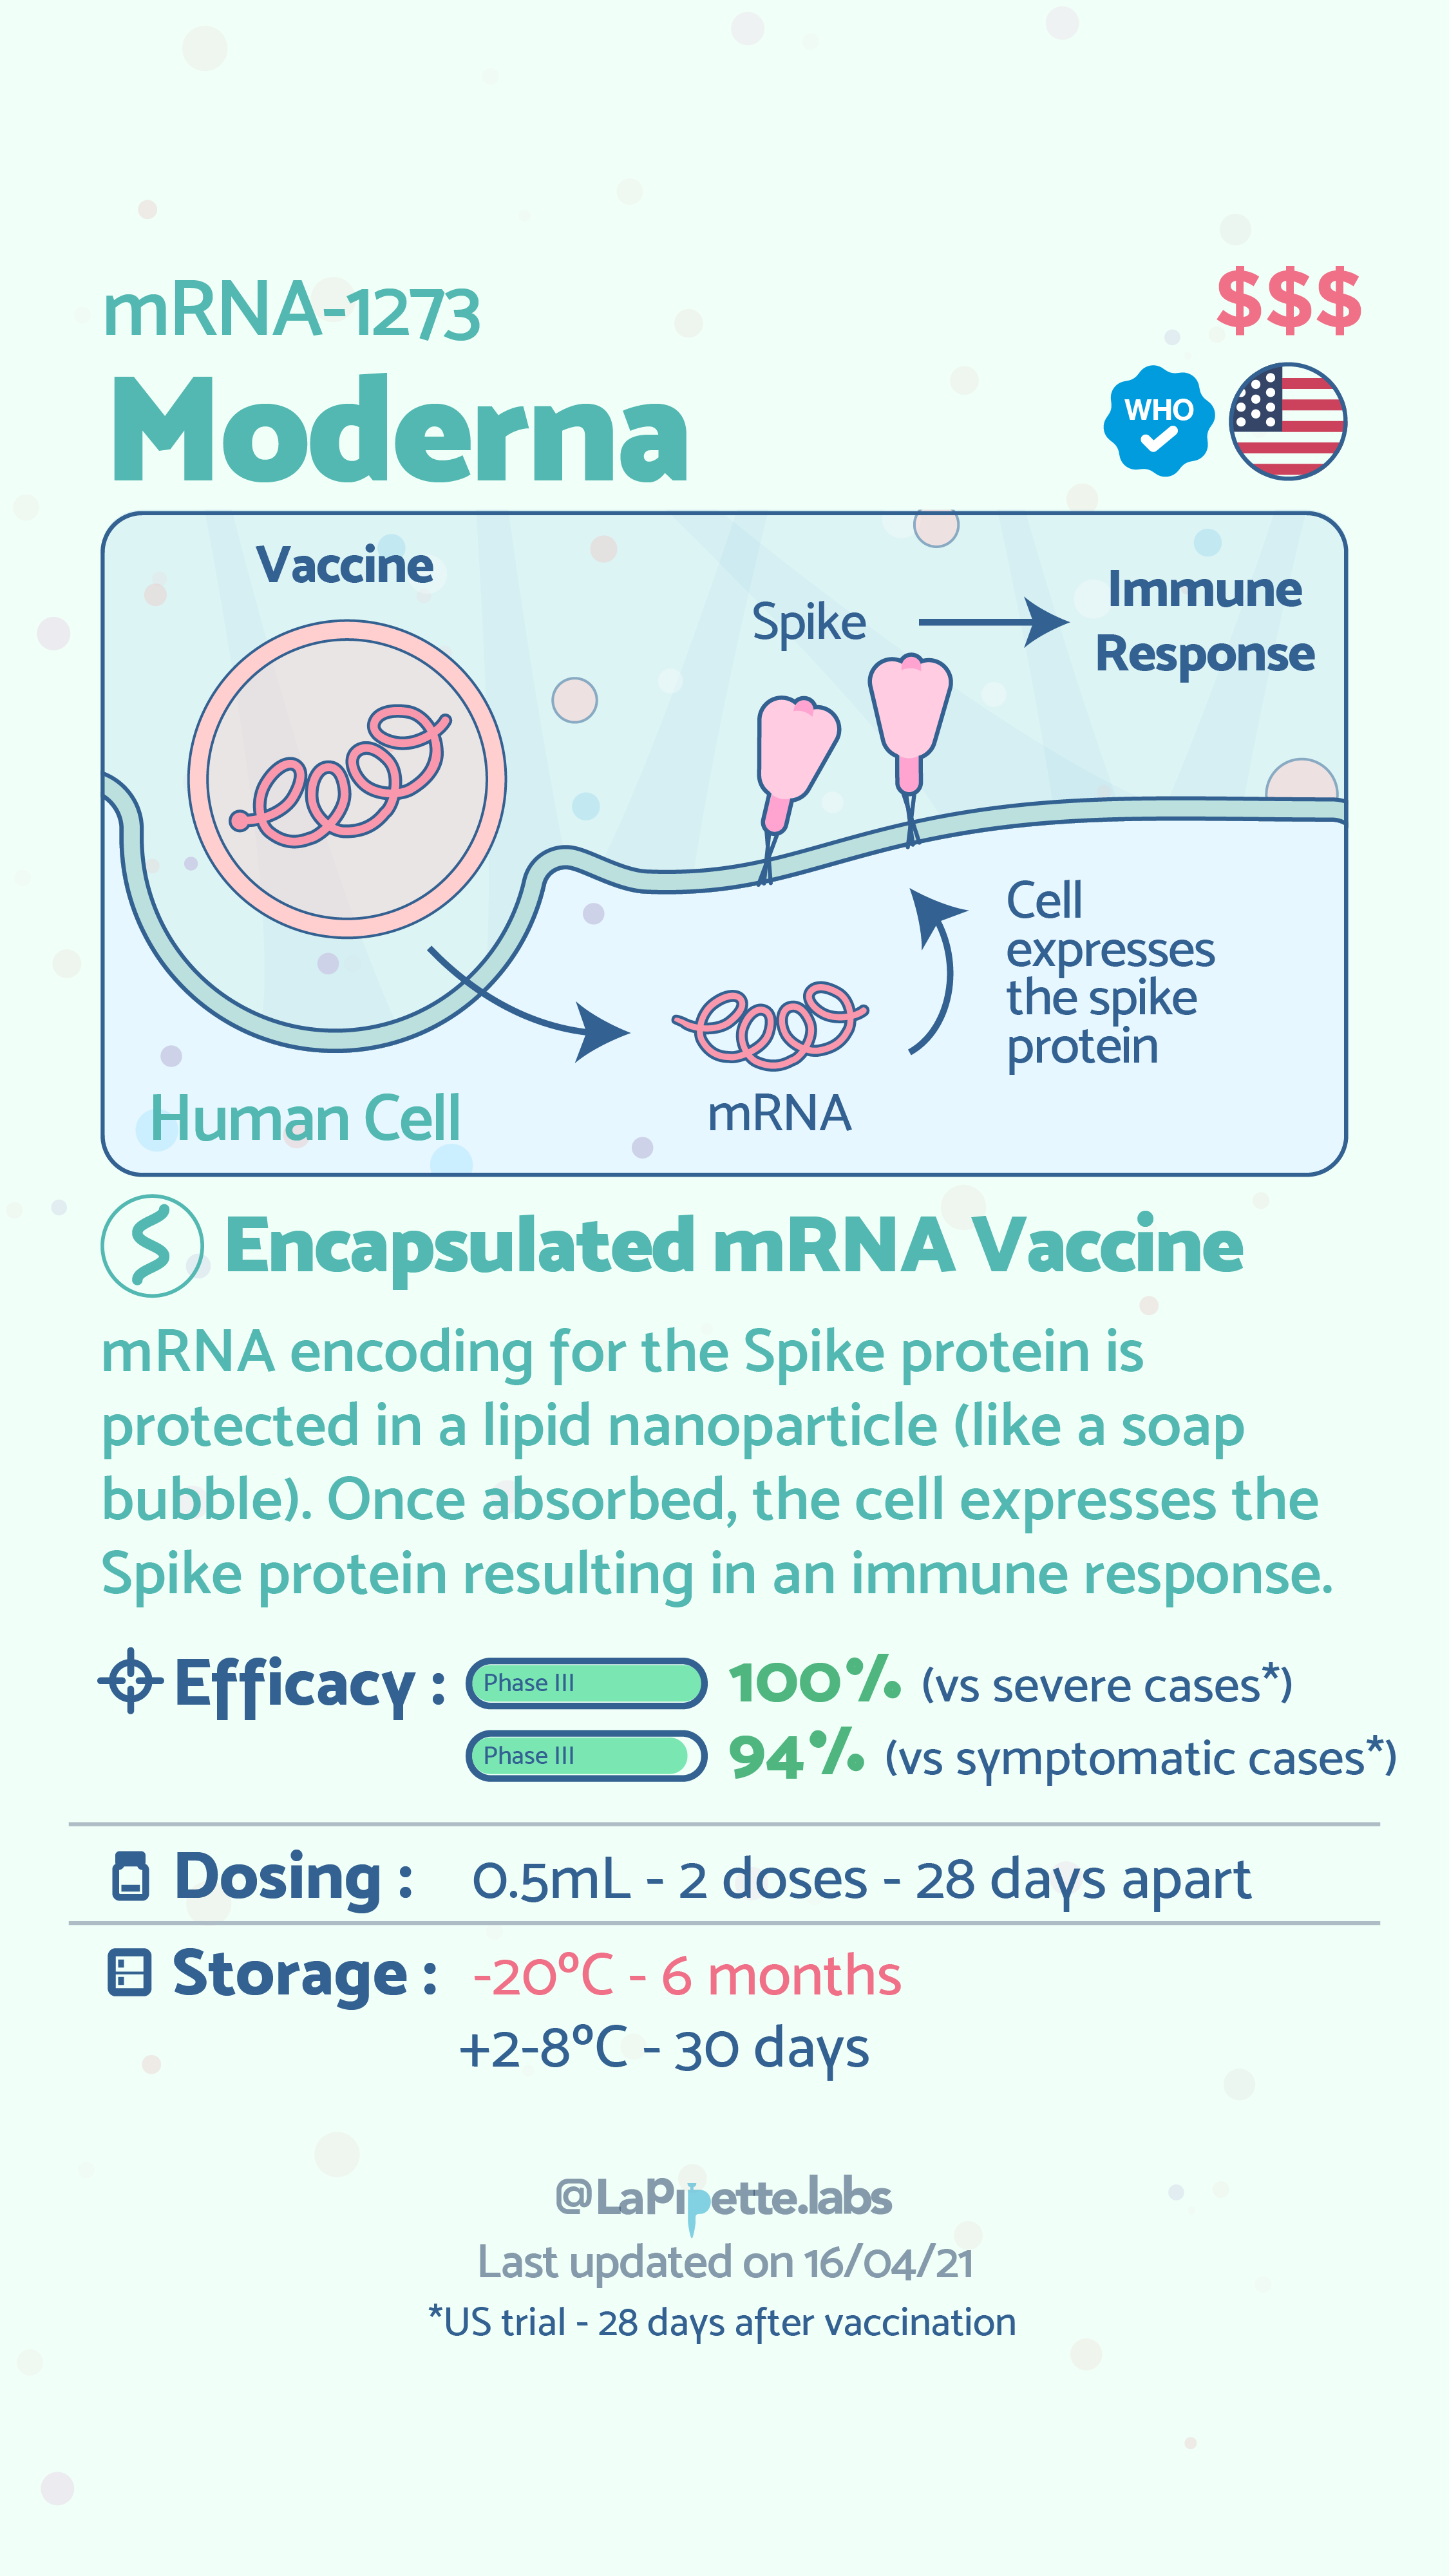 mRNA-1273
$$$
Moderna
WHO
Vaccine
Spike
Immune
Response
Cell
expresses
the spike
protein
Human Cell
mRNA
Encapsulated mRNA Vaccine
mRNA encoding for the Spike protein is
protected in a lipid nanoparticle (like a soap
bubble). Once absorbed, the cell expresses the
Spike protein resulting in an immune response.
Efficacy : Phase III 100% (vs severe cases*)
Phase III 94% (vs symptomatic cases*)
Dosing : 0.5mL - 2 doses - 28 days apart
Storage : -20°C - 6 months
+2-8°C - 30 days
@LaPipette.labs
Last updated on 16/04/21
*US trial - 28 days after vaccination